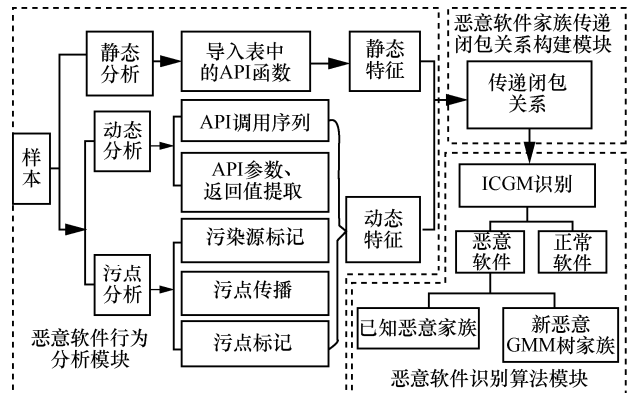 恶意软件家族传递
闭包关系构建模块
静态
分析
导入表中
的API函数
静态
特征
传递闭包
关系
样
本
动态
分析
API调用序列
API参数、
返回值提取
动态
特征
ICGM识别
恶意
软件
正常
软件
污点
分析
污染源标记
污点传播
污点标记
已知恶意家族
新恶意
GMM树家族
恶意软件行为
分析模块
恶意软件识别算法模块